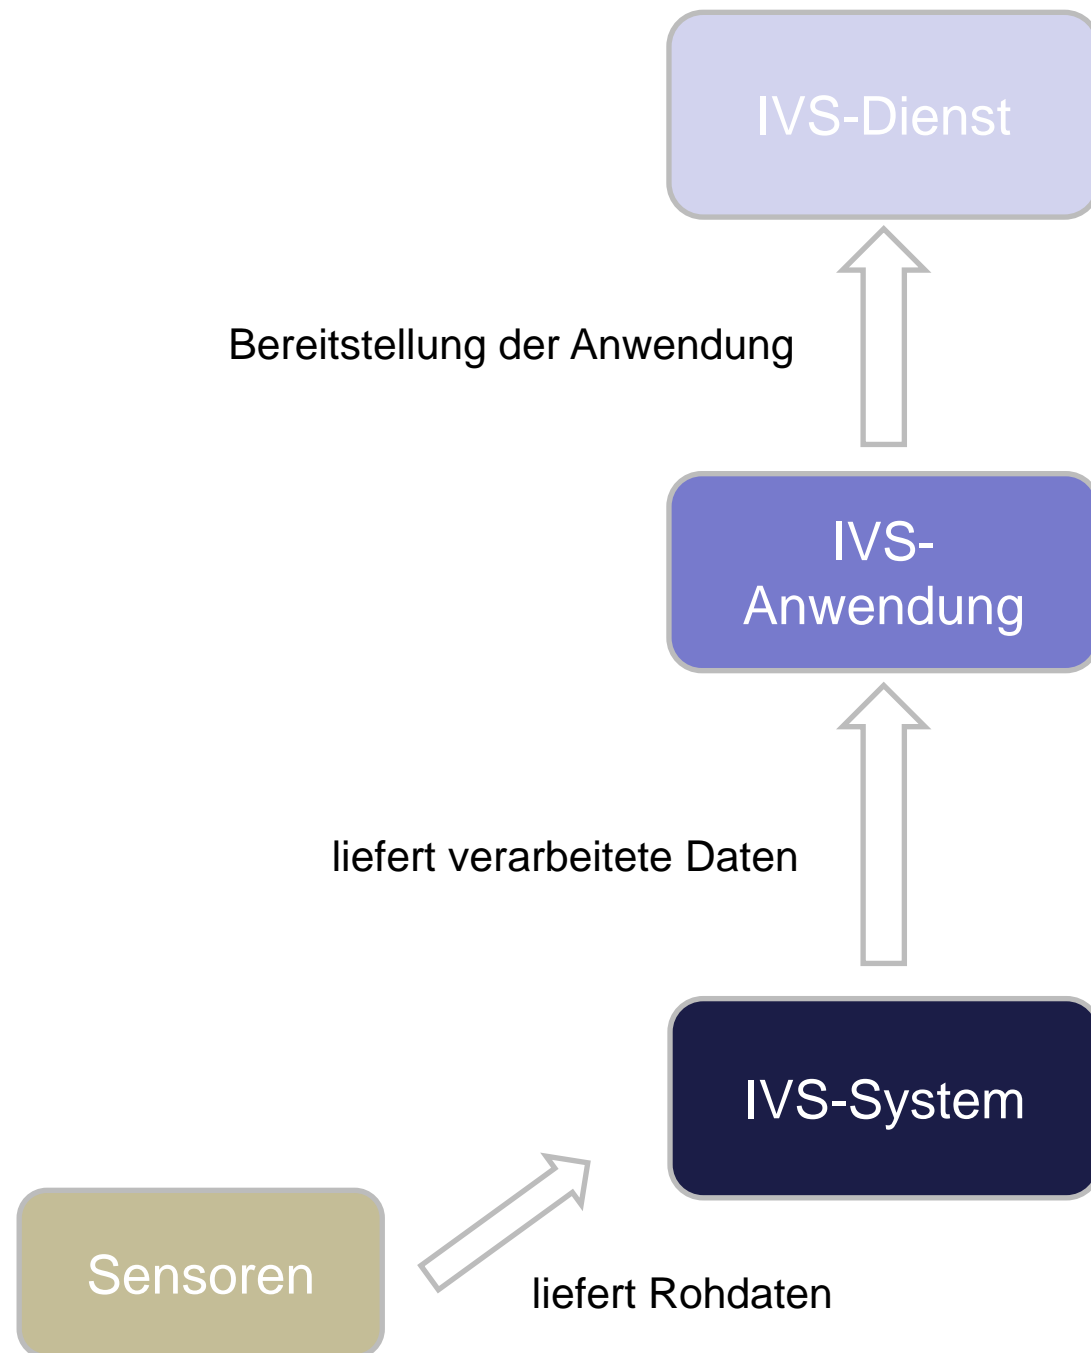 IVS-Dienst
Bereitstellung der Anwendung
IVS-
Anwendung
liefert verarbeitete Daten
IVS-System
Sensoren
liefert Rohdaten